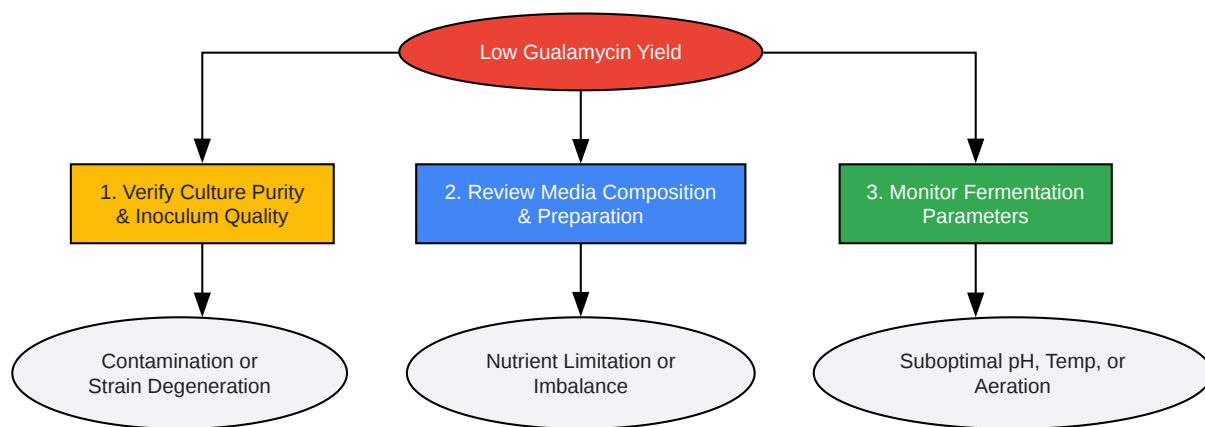 Low Gualamycin Yield
1. Verify Culture Purity
& Inoculum Quality
2. Review Media Composition
& Preparation
3. Monitor Fermentation
Parameters
Contamination or
Strain Degeneration
Nutrient Limitation or
Imbalance
Suboptimal pH, Temp, or
Aeration